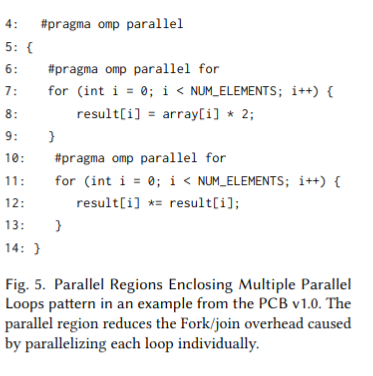 4: #pragma omp parallel
5: {
6: #pragma omp parallel for
7: for (int i = 0; i < NUM_ELEMENTS; i++) {
8: result[i] = array[i] * 2;
9: }
10: #pragma omp parallel for
11: for (int i = 0; i < NUM_ELEMENTS; i++) {
12: result[i] *= result[i];
13: }
14: }
Fig. 5. Parallel Regions Enclosing Multiple Parallel
Loops pattern in an example from the PCB v1.0. The
parallel region reduces the Fork/join overhead caused
by parallelizing each loop individually.